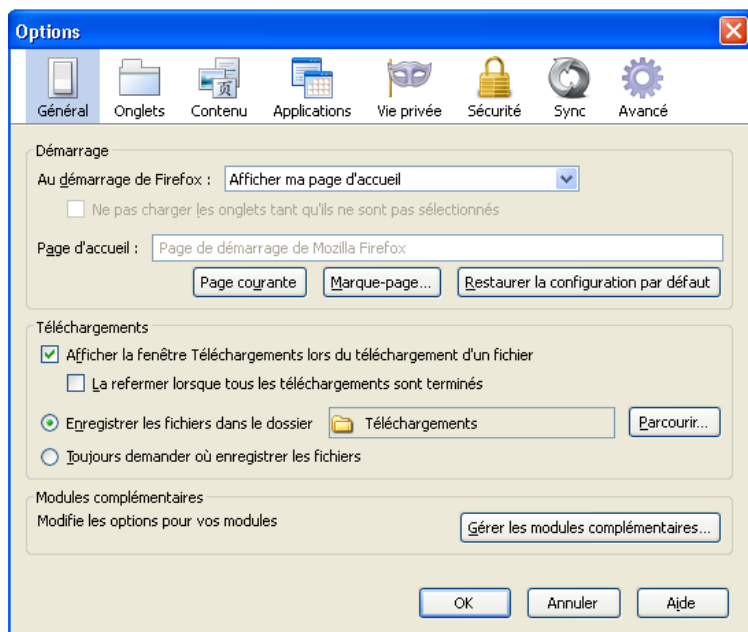 Options
Général Onglets Contenu Applications Vie privée Sécurité Sync Avancé
Démarrage
Au démarrage de Firefox : Afficher ma page d'accueil
Ne pas charger les onglets tant qu'ils ne sont pas sélectionnés
Page d'accueil : Page de démarrage de Mozilla Firefox
Page courante Marque-page... Restaurer la configuration par défaut
Téléchargements
Afficher la fenêtre Téléchargements lors du téléchargement d'un fichier
La refermer lorsque tous les téléchargements sont terminés
Enregistrer les fichiers dans le dossier Téléchargements Parcourir...
Toujours demander où enregistrer les fichiers
Modules complémentaires
Modifie les options pour vos modules Gérer les modules complémentaires...
OK Annuler Aide